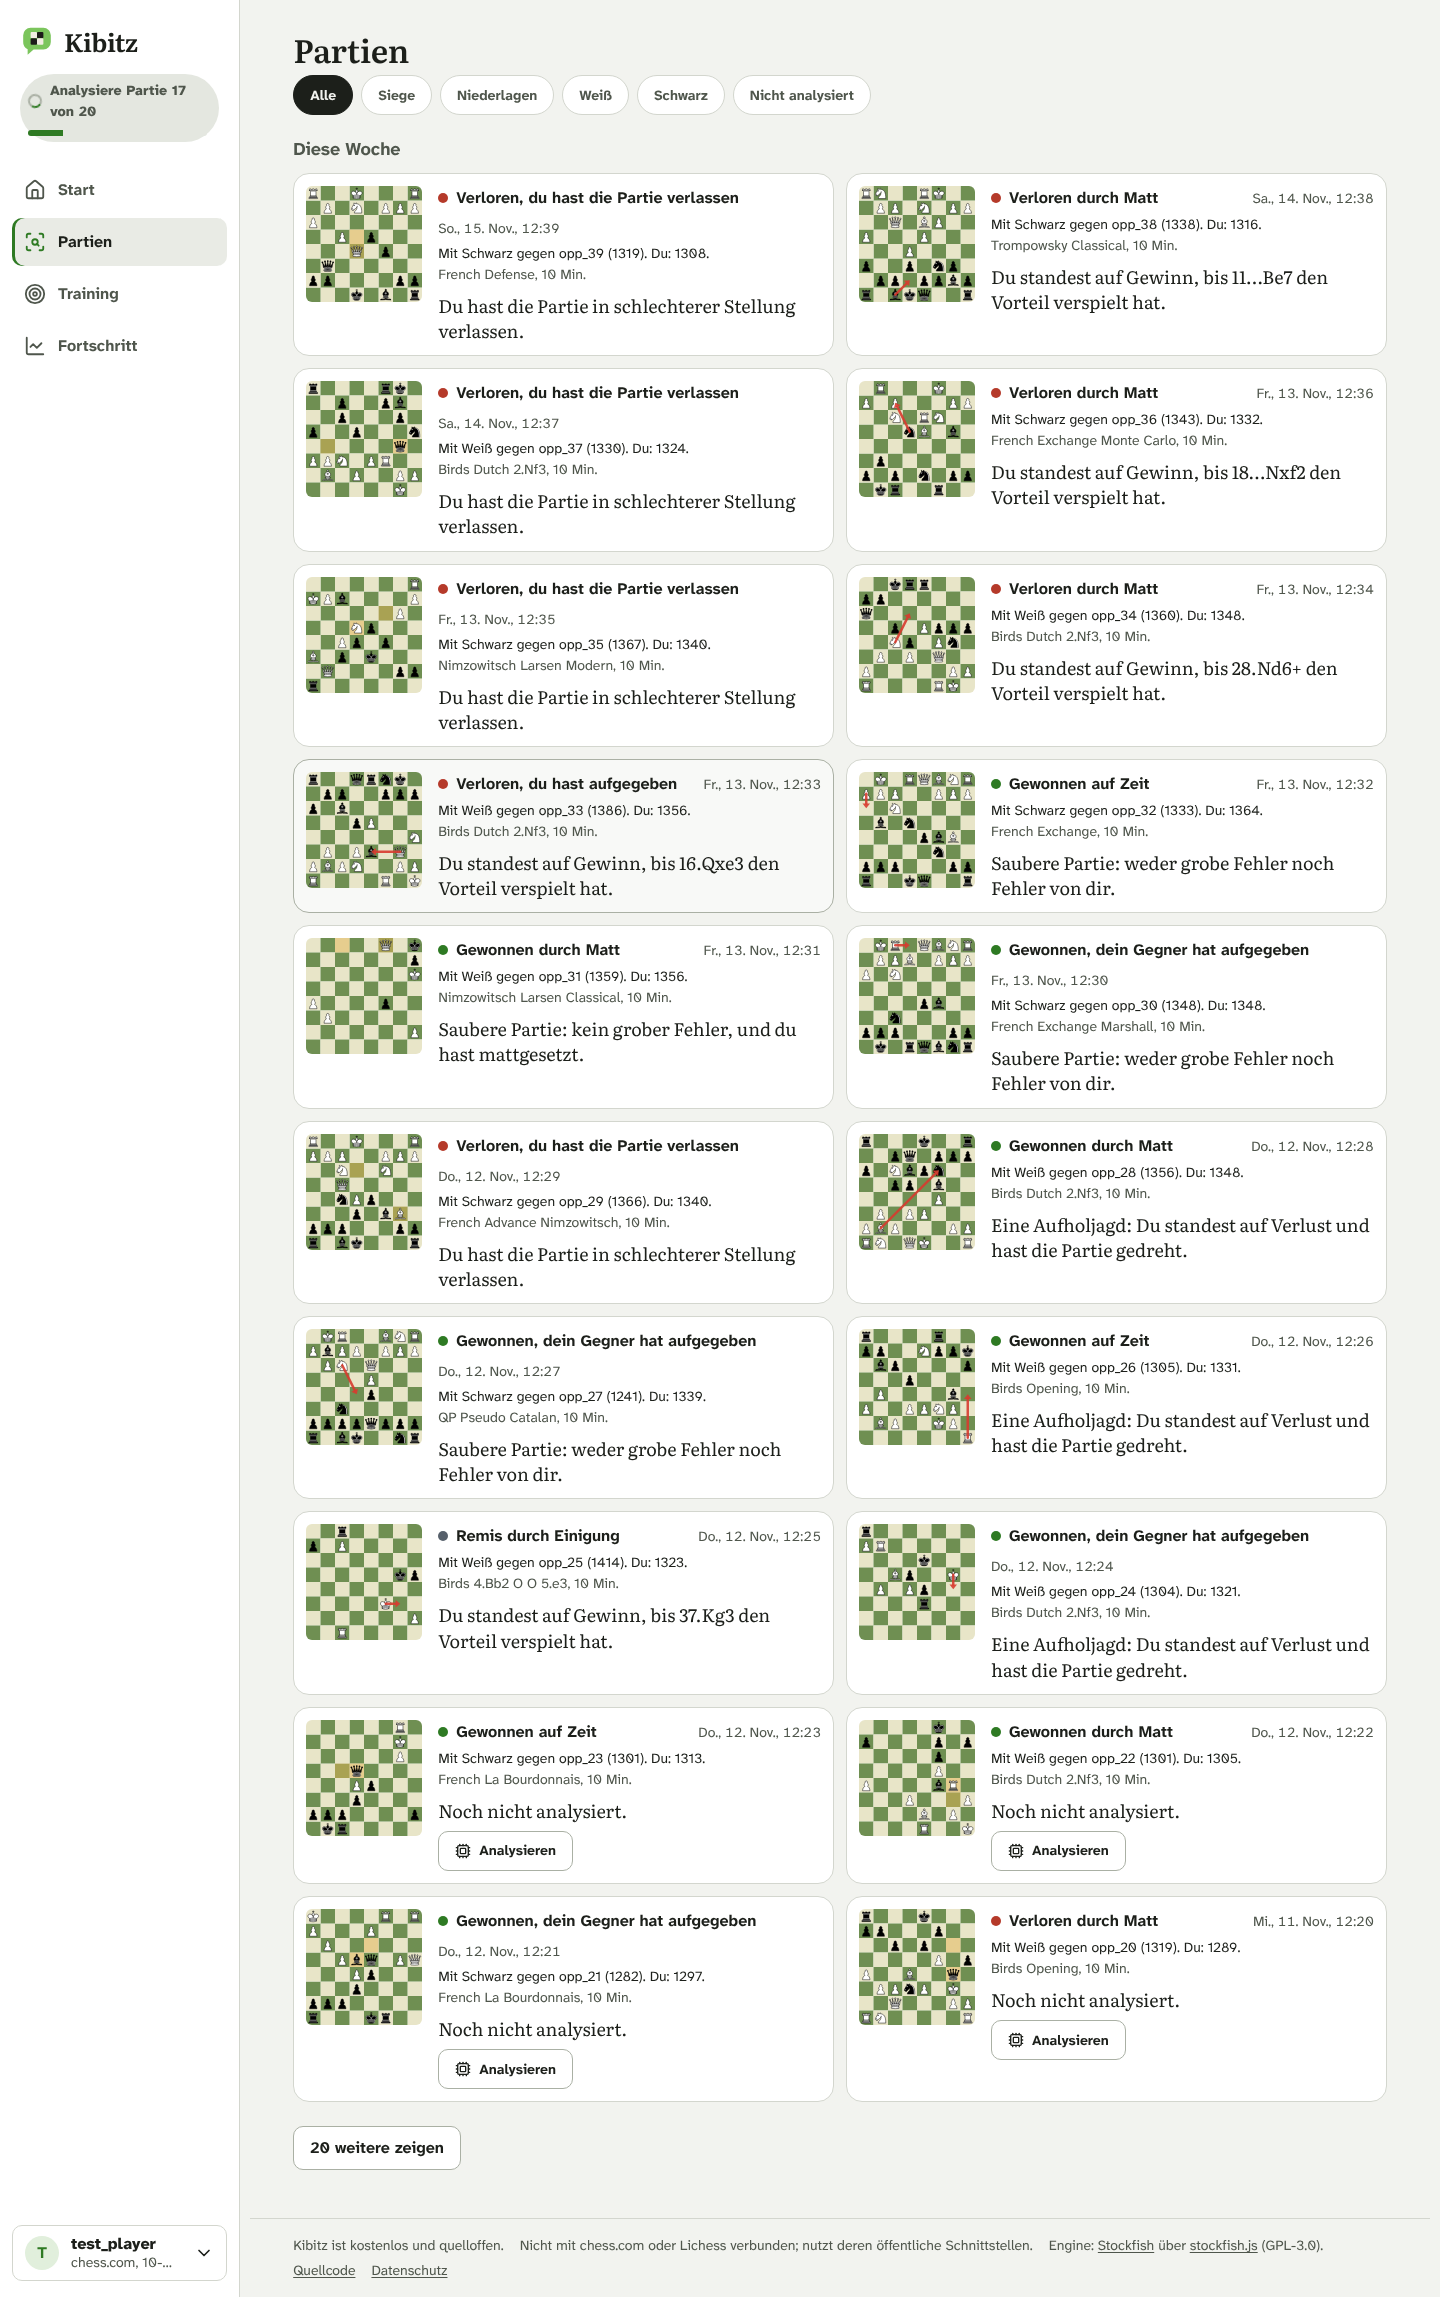 Kibitz
Analysiere Partie 17
von 20
Start
Partien
Training
Fortschritt
test_player
chess.com, 10-...
T
Partien
Alle
Siege
Niederlagen
Weiß
Schwarz
Nicht analysiert
Diese Woche
Verloren, du hast die Partie verlassen
So., 15. Nov., 12:39
Mit Schwarz gegen opp_39 (1319). Du: 1308.
French Defense, 10 Min.
Du hast die Partie in schlechterer Stellung
verlassen.
Verloren durch Matt
Sa., 14. Nov., 12:38
Mit Schwarz gegen opp_38 (1338). Du: 1316.
Trompowsky Classical, 10 Min.
Du standest auf Gewinn, bis 11…Be7 den
Vorteil verspielt hat.
Verloren, du hast die Partie verlassen
Sa., 14. Nov., 12:37
Mit Weiß gegen opp_37 (1330). Du: 1324.
Birds Dutch 2.Nf3, 10 Min.
Du hast die Partie in schlechterer Stellung
verlassen.
Verloren durch Matt
Fr., 13. Nov., 12:36
Mit Schwarz gegen opp_36 (1343). Du: 1332.
French Exchange Monte Carlo, 10 Min.
Du standest auf Gewinn, bis 18…Nxf2 den
Vorteil verspielt hat.
Verloren, du hast die Partie verlassen
Fr., 13. Nov., 12:35
Mit Schwarz gegen opp_35 (1367). Du: 1340.
Nimzowitsch Larsen Modern, 10 Min.
Du hast die Partie in schlechterer Stellung
verlassen.
Verloren durch Matt
Fr., 13. Nov., 12:34
Mit Weiß gegen opp_34 (1360). Du: 1348.
Birds Dutch 2.Nf3, 10 Min.
Du standest auf Gewinn, bis 28.Nd6+ den
Vorteil verspielt hat.
Verloren, du hast aufgegeben
Fr., 13. Nov., 12:33
Mit Weiß gegen opp_33 (1386). Du: 1356.
Birds Dutch 2.Nf3, 10 Min.
Du standest auf Gewinn, bis 16.Qxe3 den
Vorteil verspielt hat.
Gewonnen auf Zeit
Fr., 13. Nov., 12:32
Mit Schwarz gegen opp_32 (1333). Du: 1364.
French Exchange, 10 Min.
Saubere Partie: weder grobe Fehler noch
Fehler von dir.
Gewonnen durch Matt
Fr., 13. Nov., 12:31
Mit Weiß gegen opp_31 (1359). Du: 1356.
Nimzowitsch Larsen Classical, 10 Min.
Saubere Partie: kein grober Fehler, und du
hast mattgesetzt.
Gewonnen, dein Gegner hat aufgegeben
Fr., 13. Nov., 12:30
Mit Schwarz gegen opp_30 (1348). Du: 1348.
French Exchange Marshall, 10 Min.
Saubere Partie: weder grobe Fehler noch
Fehler von dir.
Verloren, du hast die Partie verlassen
Do., 12. Nov., 12:29
Mit Schwarz gegen opp_29 (1366). Du: 1340.
French Advance Nimzowitsch, 10 Min.
Du hast die Partie in schlechterer Stellung
verlassen.
Gewonnen durch Matt
Do., 12. Nov., 12:28
Mit Weiß gegen opp_28 (1356). Du: 1348.
Birds Dutch 2.Nf3, 10 Min.
Eine Aufholjagd: Du standest auf Verlust und
hast die Partie gedreht.
Gewonnen, dein Gegner hat aufgegeben
Do., 12. Nov., 12:27
Mit Schwarz gegen opp_27 (1241). Du: 1339.
QP Pseudo Catalan, 10 Min.
Saubere Partie: weder grobe Fehler noch
Fehler von dir.
Gewonnen auf Zeit
Do., 12. Nov., 12:26
Mit Weiß gegen opp_26 (1305). Du: 1331.
Birds Opening, 10 Min.
Eine Aufholjagd: Du standest auf Verlust und
hast die Partie gedreht.
Remis durch Einigung
Do., 12. Nov., 12:25
Mit Weiß gegen opp_25 (1414). Du: 1323.
Birds 4.Bb2 O O 5.e3, 10 Min.
Du standest auf Gewinn, bis 37.Kg3 den
Vorteil verspielt hat.
Gewonnen, dein Gegner hat aufgegeben
Do., 12. Nov., 12:24
Mit Weiß gegen opp_24 (1304). Du: 1321.
Birds Dutch 2.Nf3, 10 Min.
Eine Aufholjagd: Du standest auf Verlust und
hast die Partie gedreht.
Gewonnen auf Zeit
Do., 12. Nov., 12:23
Mit Schwarz gegen opp_23 (1301). Du: 1313.
French La Bourdonnais, 10 Min.
Noch nicht analysiert.
Analysieren
Gewonnen durch Matt
Do., 12. Nov., 12:22
Mit Weiß gegen opp_22 (1301). Du: 1305.
Birds Dutch 2.Nf3, 10 Min.
Noch nicht analysiert.
Analysieren
Gewonnen, dein Gegner hat aufgegeben
Do., 12. Nov., 12:21
Mit Schwarz gegen opp_21 (1282). Du: 1297.
French La Bourdonnais, 10 Min.
Noch nicht analysiert.
Analysieren
Verloren durch Matt
Mi., 11. Nov., 12:20
Mit Weiß gegen opp_20 (1319). Du: 1289.
Birds Opening, 10 Min.
Noch nicht analysiert.
Analysieren
20 weitere zeigen
Kibitz ist kostenlos und quelloffen. Nicht mit chess.com oder Lichess verbunden; nutzt deren öffentliche Schnittstellen. Engine: Stockfish über stockfish.js (GPL-3.0).
Quellcode Datenschutz